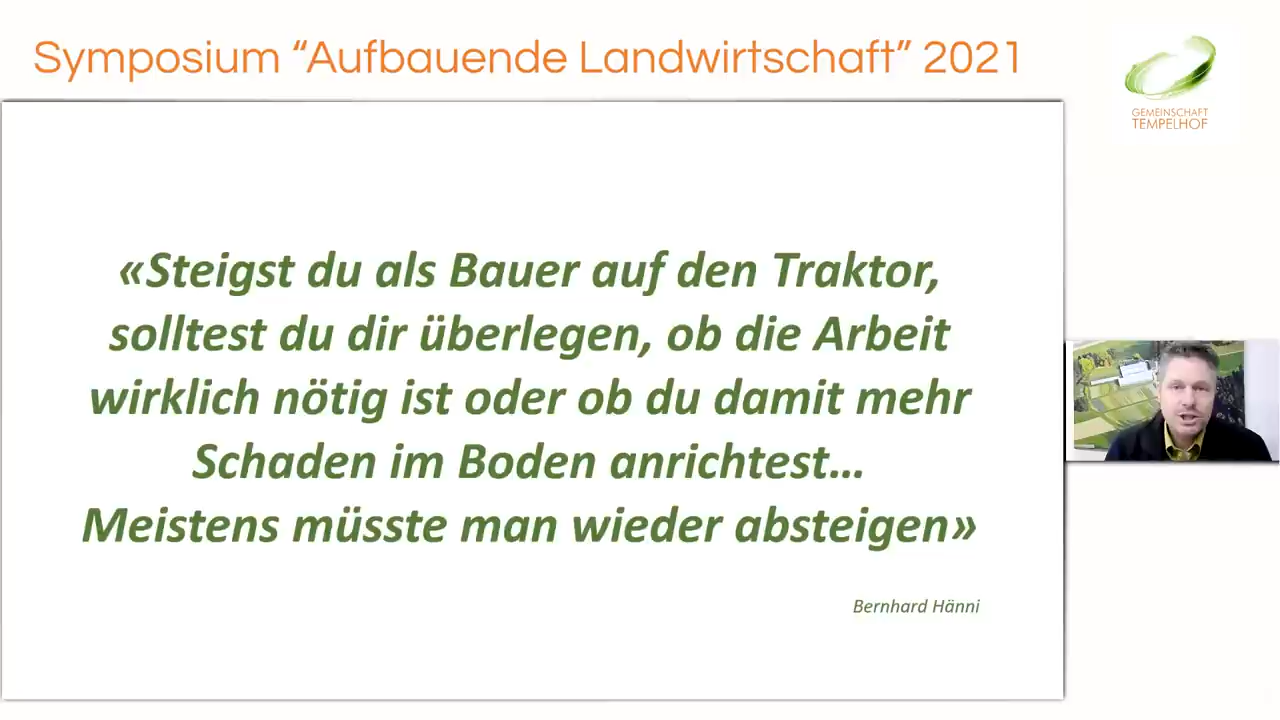 Symposium “Aufbauende Landwirtschaft” 2021
GEMEINSCHAFT
TEMPELHOF
«Steigst du als Bauer auf den Traktor,
solltest du dir überlegen, ob die Arbeit
wirklich nötig ist oder ob du damit mehr
Schaden im Boden anrichtest…
Meistens müsste man wieder absteigen»
Bernhard Hänni